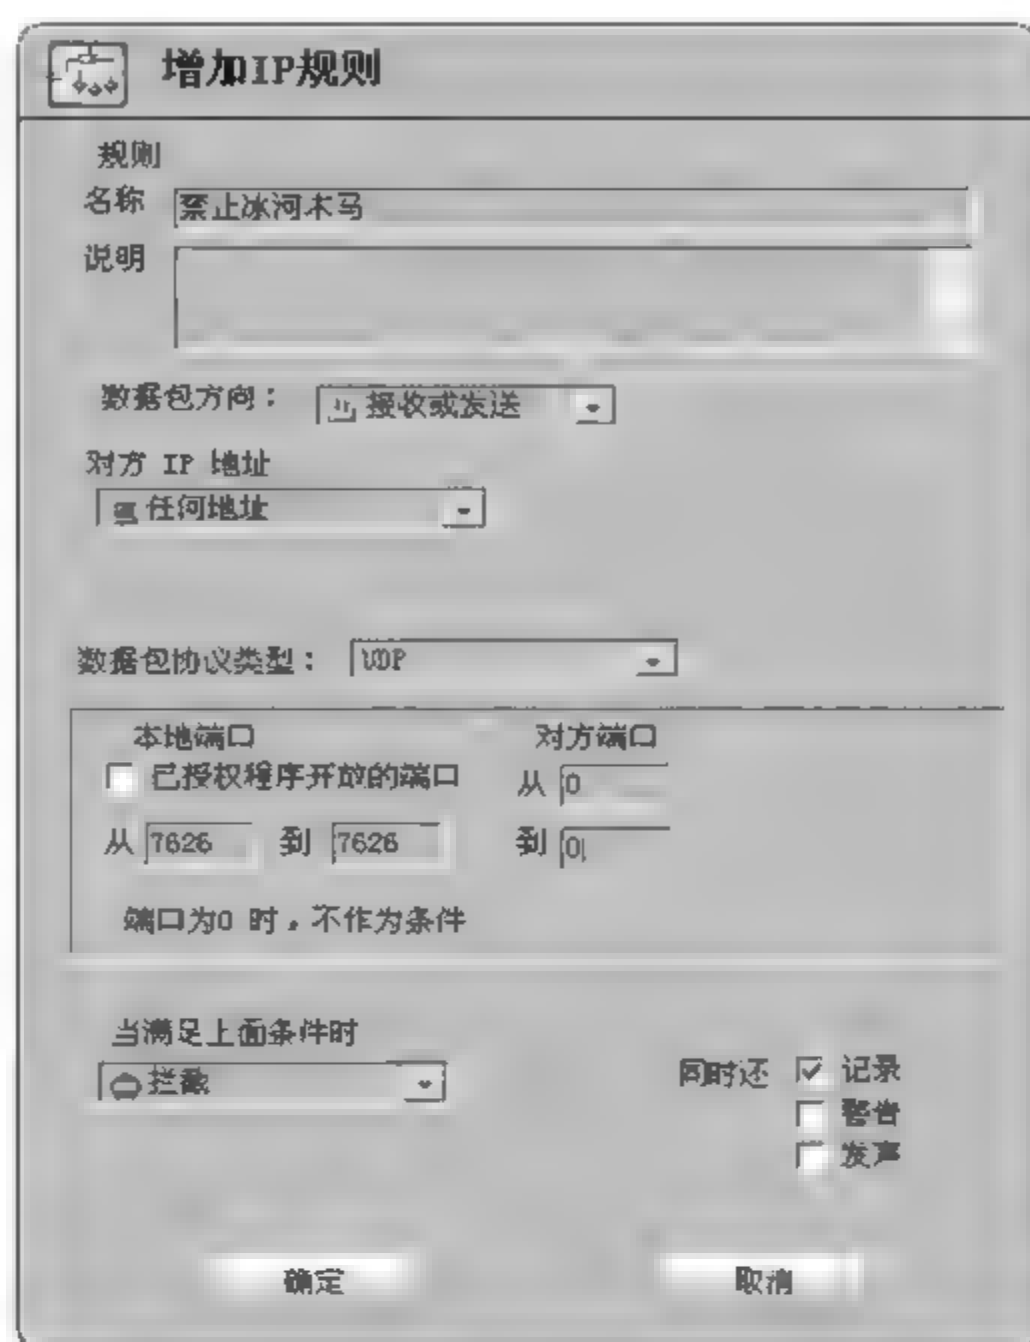 增加IP规则
规则
名称 禁止冰河木马
说明
数据包方向： 接收或发送
对方 IP 地址
任何地址
数据包协议类型： UDP
本地端口 对方端口
已授权程序开放的端口 从 0
从 7626 到 7626 到 0
端口为0 时，不作为条件
当满足上面条件时
拦截 同时还 记录
警告
发声
确定 取消